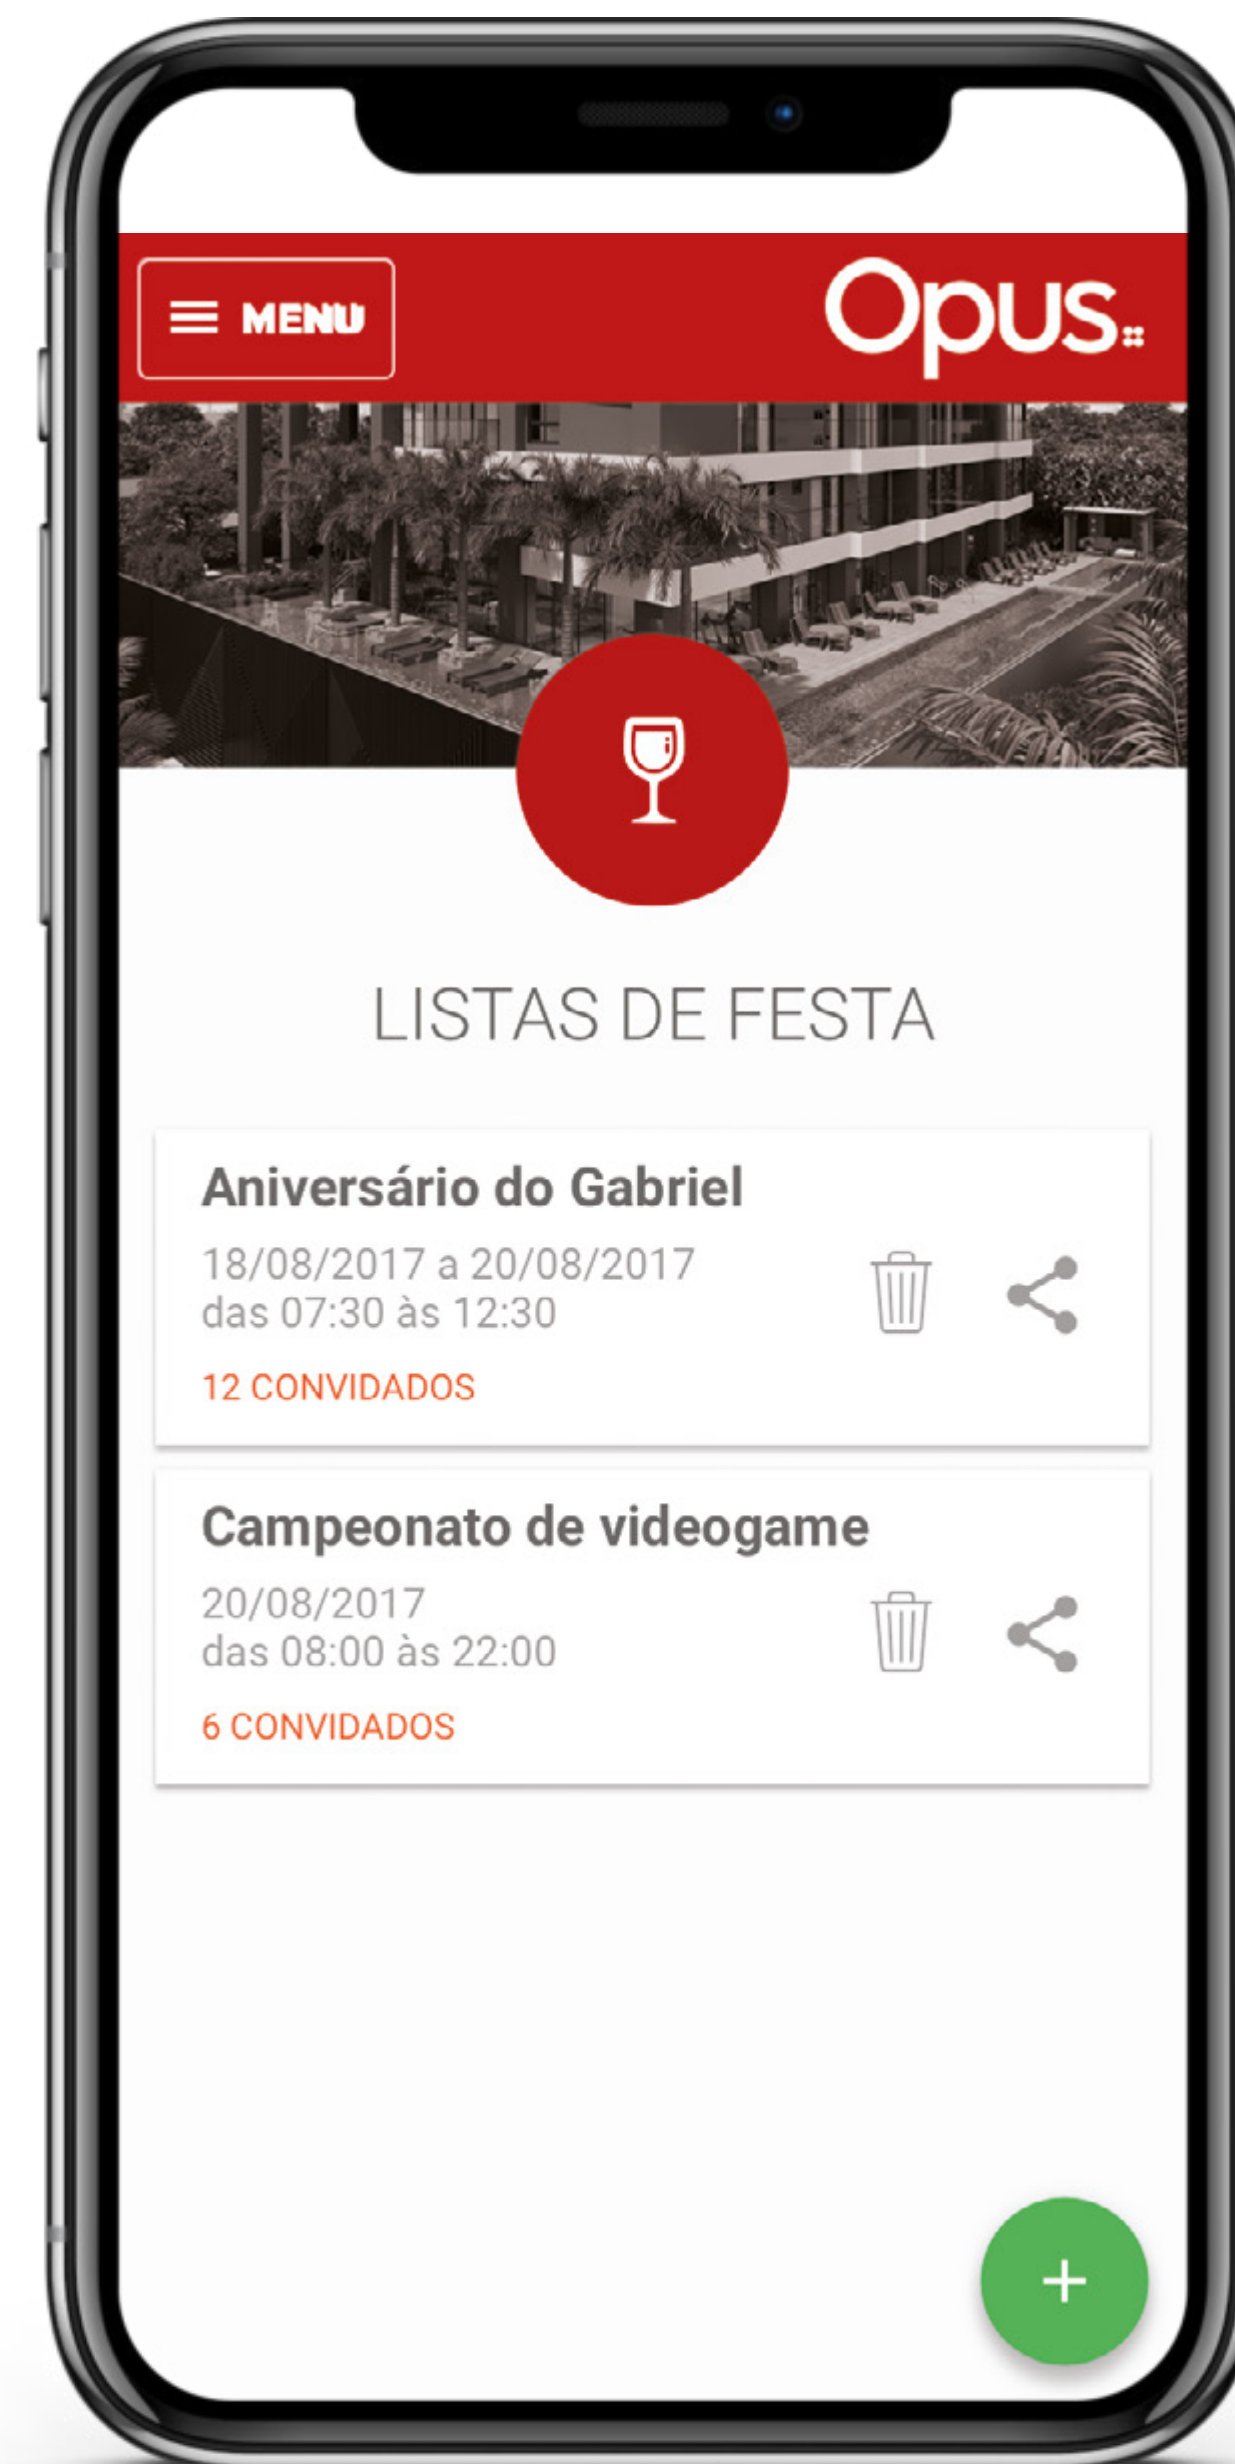 MENU
Opus
LISTAS DE FESTA
Aniversário do Gabriel
18/08/2017 a 20/08/2017
das 07:30 às 12:30
12 CONVIDADOS
Campeonato de videogame
20/08/2017
das 08:00 às 22:00
6 CONVIDADOS
+